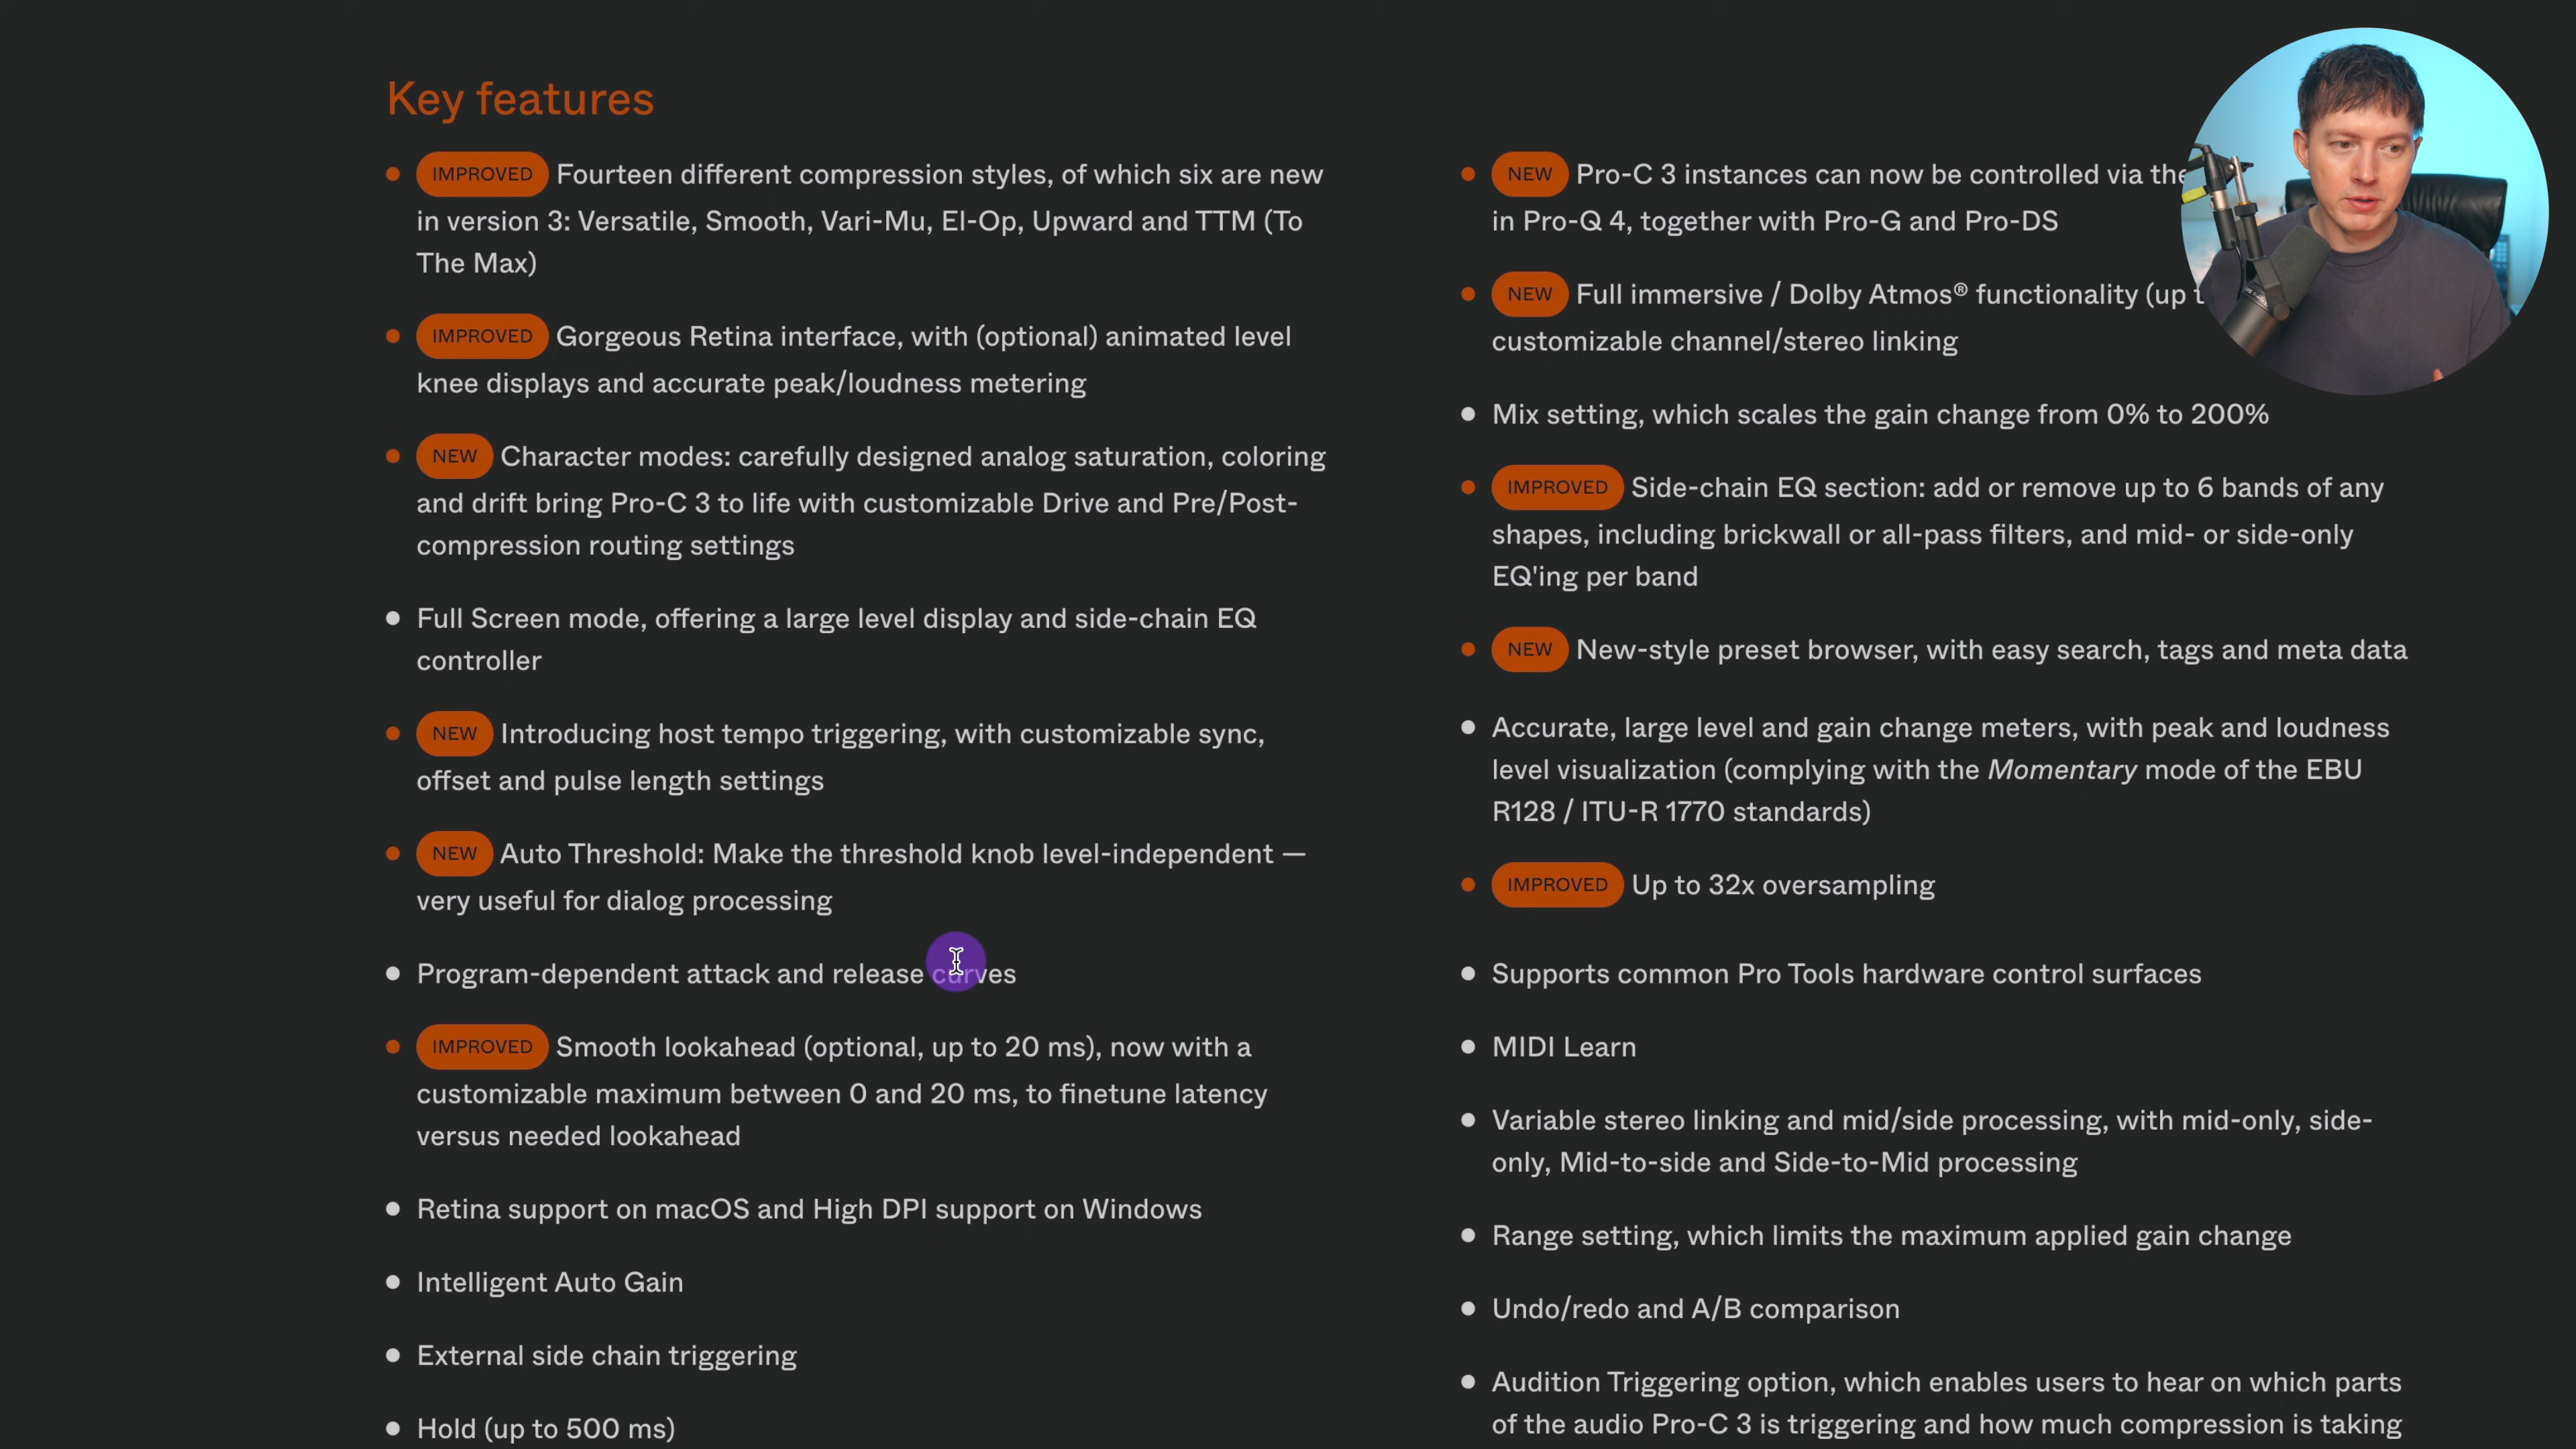 Key features
IMPROVED Fourteen different compression styles, of which six are new
in version 3: Versatile, Smooth, Vari-Mu, El-Op, Upward and TTM (To
The Max)
IMPROVED Gorgeous Retina interface, with (optional) animated level
knee displays and accurate peak/loudness metering
NEW Character modes: carefully designed analog saturation, coloring
and drift bring Pro-C 3 to life with customizable Drive and Pre/Post-
compression routing settings
Full Screen mode, offering a large level display and side-chain EQ
controller
NEW Introducing host tempo triggering, with customizable sync,
offset and pulse length settings
NEW Auto Threshold: Make the threshold knob level-independent —
very useful for dialog processing
Program-dependent attack and release curves
IMPROVED Smooth lookahead (optional, up to 20 ms), now with a
customizable maximum between 0 and 20 ms, to finetune latency
versus needed lookahead
Retina support on macOS and High DPI support on Windows
Intelligent Auto Gain
External side chain triggering
Hold (up to 500 ms)
NEW Pro-C 3 instances can now be controlled via the
in Pro-Q 4, together with Pro-G and Pro-DS
NEW Full immersive / Dolby Atmos® functionality (up
customizable channel/stereo linking
Mix setting, which scales the gain change from 0% to 200%
IMPROVED Side-chain EQ section: add or remove up to 6 bands of any
shapes, including brickwall or all-pass filters, and mid- or side-only
EQ'ing per band
NEW New-style preset browser, with easy search, tags and meta data
Accurate, large level and gain change meters, with peak and loudness
level visualization (complying with the Momentary mode of the EBU
R128 / ITU-R 1770 standards)
IMPROVED Up to 32x oversampling
Supports common Pro Tools hardware control surfaces
MIDI Learn
Variable stereo linking and mid/side processing, with mid-only, side-
only, Mid-to-side and Side-to-Mid processing
Range setting, which limits the maximum applied gain change
Undo/redo and A/B comparison
Audition Triggering option, which enables users to hear on which parts
of the audio Pro-C 3 is triggering and how much compression is taking